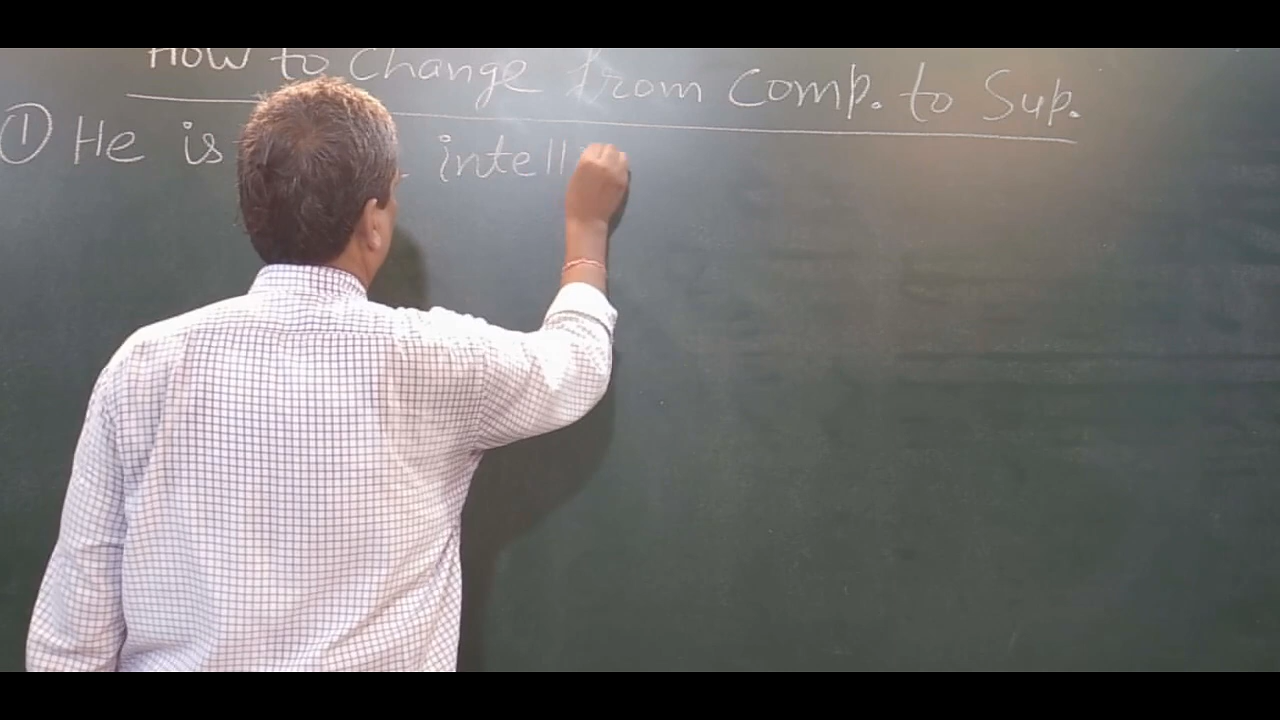 How to Change from Comp. to Sup.
① He is intell